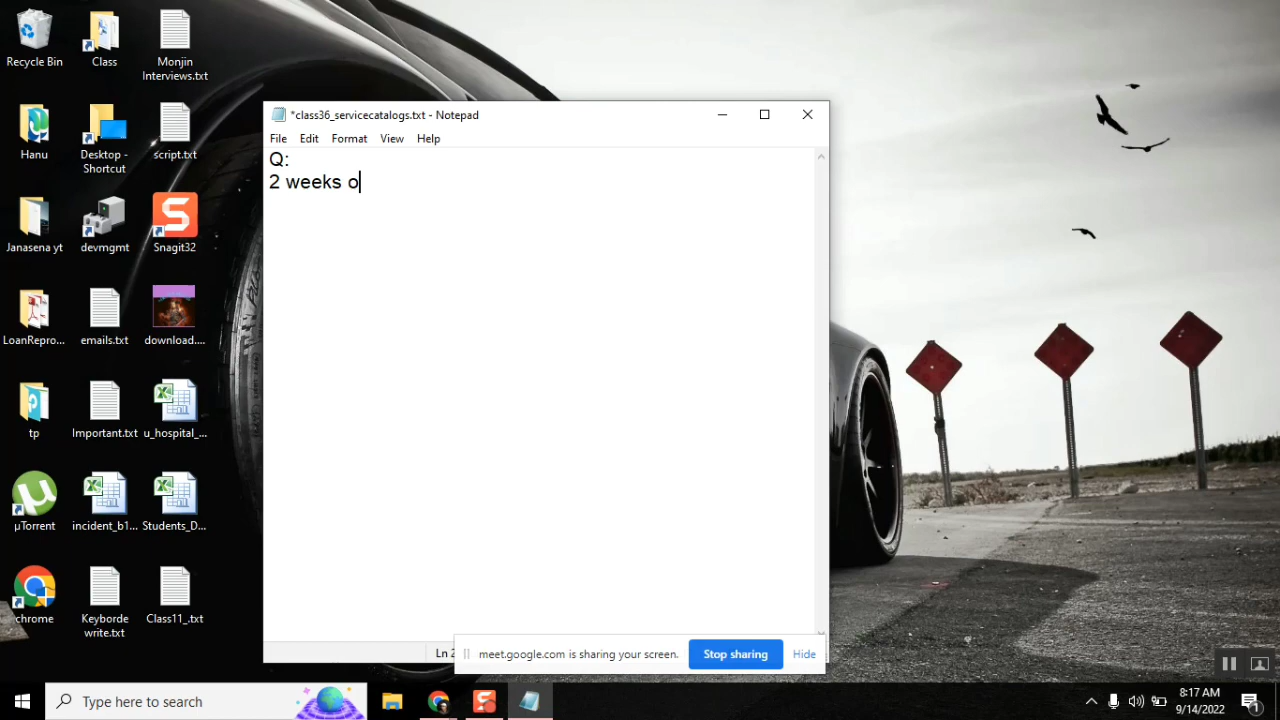 Recycle Bin
Class
Monjin
Interviews.txt
Hanu
Desktop -
Shortcut
script.txt
Janasena yt
devmgmt
Snagit32
LoanRepro...
emails.txt
download....
tp
Important.txt
u_hospital_...
µTorrent
incident_b1...
Students_D...
chrome
Keyborde
write.txt
Class11_.txt
*class36_servicecatalogs.txt - Notepad
File Edit Format View Help
Q:
2 weeks o
Ln 2
meet.google.com is sharing your screen.
Stop sharing
Hide
Type here to search
8:17 AM
9/14/2022
1